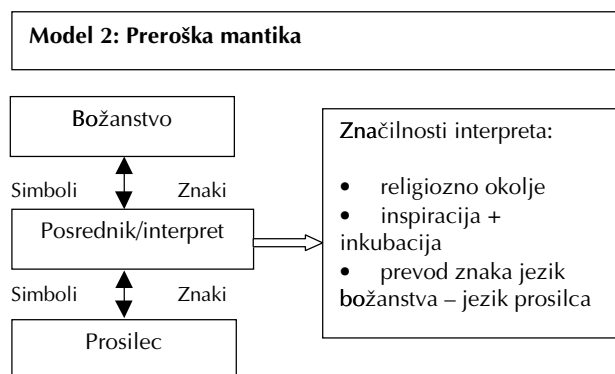 Model 2: Preroška mantika
Božanstvo
Simboli Znaki
Posrednik/interpret
Simboli Znaki
Prosilec
Značilnosti interpreta:
• religiozno okolje
• inspiracija +
inkubacija
• prevod znaka jezik
božanstva – jezik prosilca